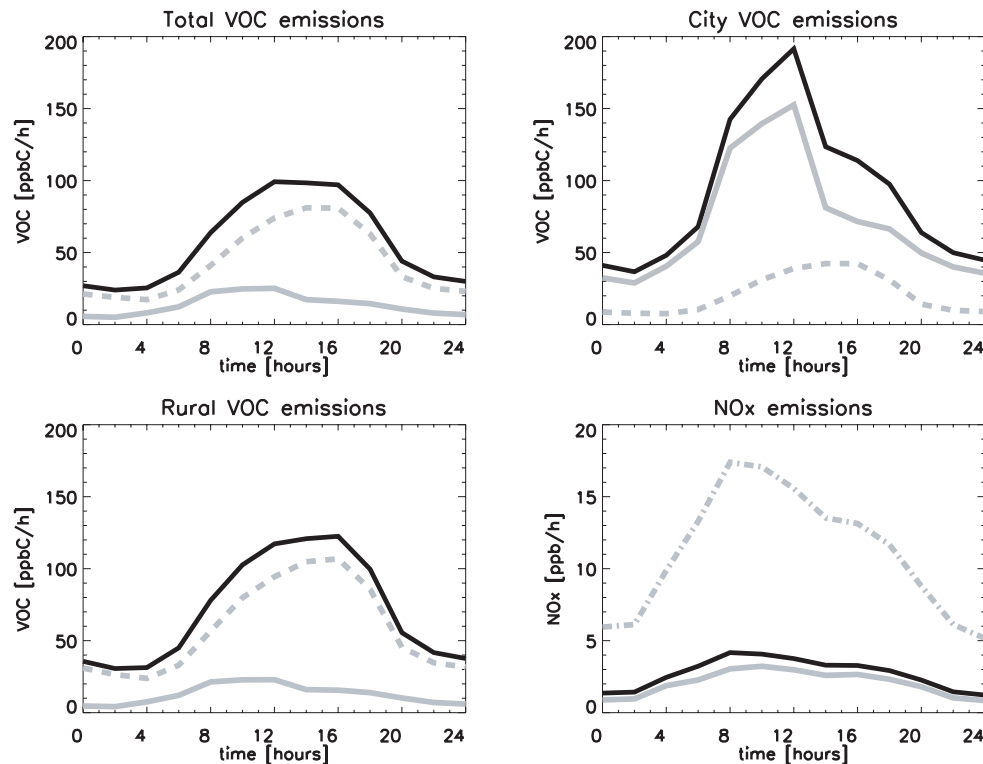 Total VOC emissions
200
150
100
50
0
VOC [ppbC/h]
0 4 8 12 16 20 24
time [hours]
City VOC emissions
200
150
100
50
0
VOC [ppbC/h]
0 4 8 12 16 20 24
time [hours]
Rural VOC emissions
200
150
100
50
0
VOC [ppbC/h]
0 4 8 12 16 20 24
time [hours]
NOx emissions
20
15
10
5
0
NOx [ppb/h]
0 4 8 12 16 20 24
time [hours]